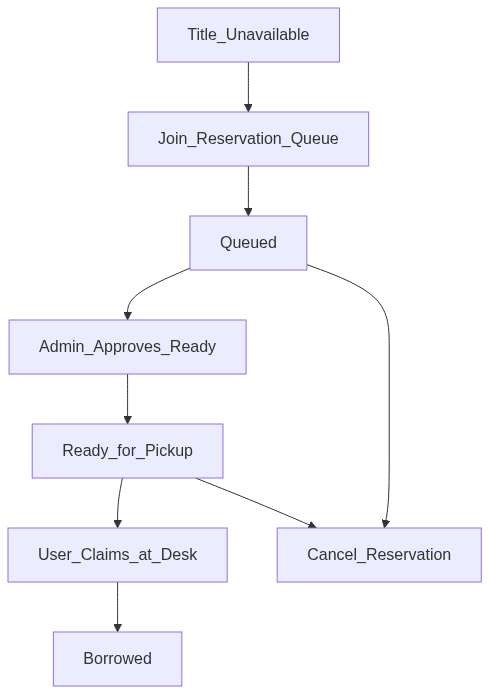 Title_Unavailable
Join_Reservation_Queue
Queued
Admin_Approves_Ready
Ready_for_Pickup
User_Claims_at_Desk
Cancel_Reservation
Borrowed